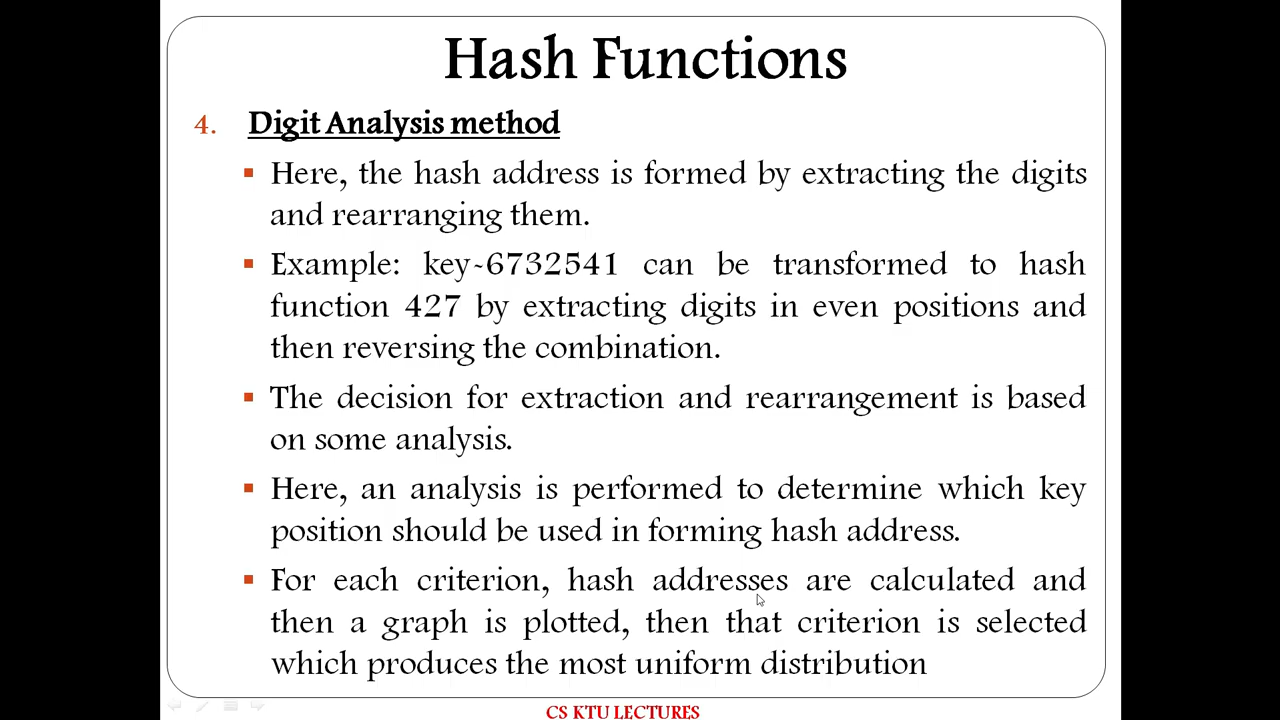 Hash Functions
4. Digit Analysis method
▪ Here, the hash address is formed by extracting the digits
and rearranging them.
▪ Example: key-6732541 can be transformed to hash
function 427 by extracting digits in even positions and
then reversing the combination.
▪ The decision for extraction and rearrangement is based
on some analysis.
▪ Here, an analysis is performed to determine which key
position should be used in forming hash address.
▪ For each criterion, hash addresses are calculated and
then a graph is plotted, then that criterion is selected
which produces the most uniform distribution
CS KTU LECTURES